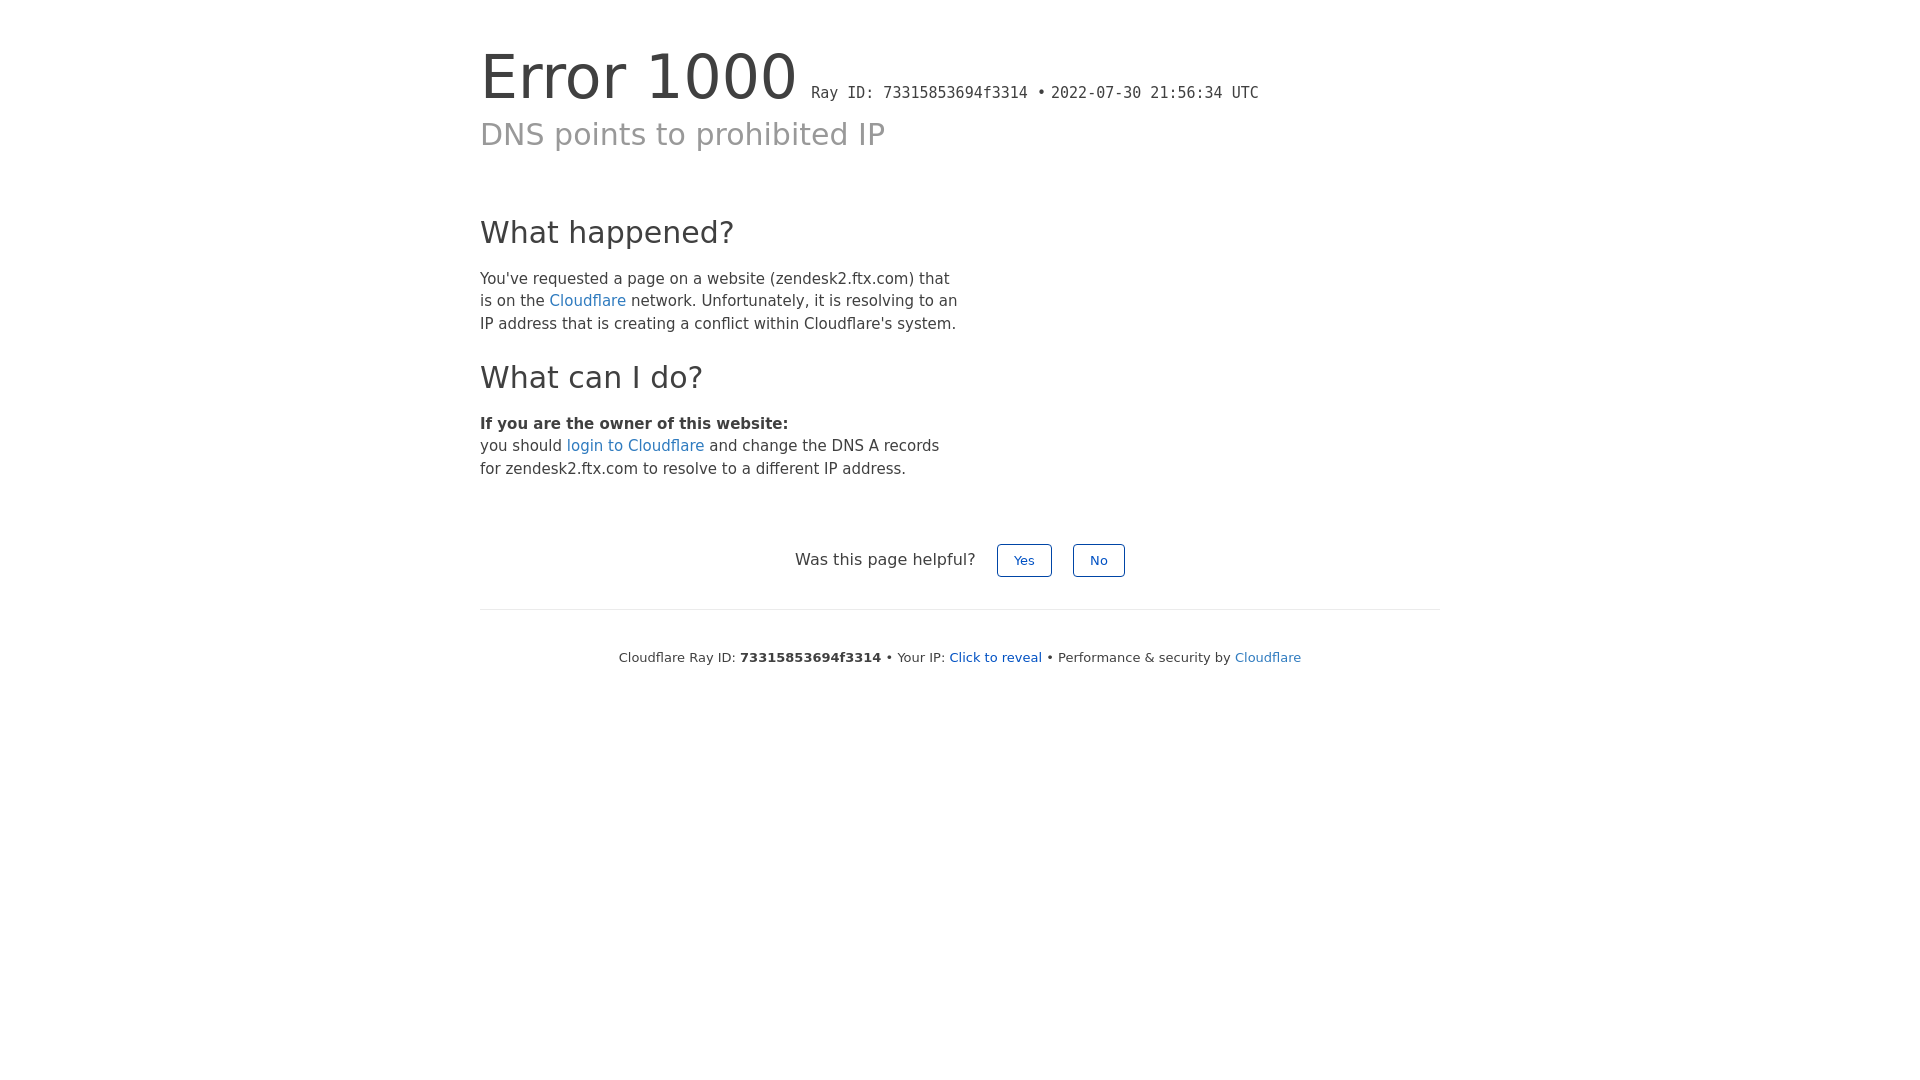 Error 1000 Ray ID: 73315853694f3314 • 2022-07-30 21:56:34 UTC
DNS points to prohibited IP
What happened?
You've requested a page on a website (zendesk2.ftx.com) that
is on the Cloudflare network. Unfortunately, it is resolving to an
IP address that is creating a conflict within Cloudflare's system.
What can I do?
If you are the owner of this website:
you should login to Cloudflare and change the DNS A records
for zendesk2.ftx.com to resolve to a different IP address.
Was this page helpful? Yes No
Cloudflare Ray ID: 73315853694f3314 • Your IP: Click to reveal • Performance & security by Cloudflare